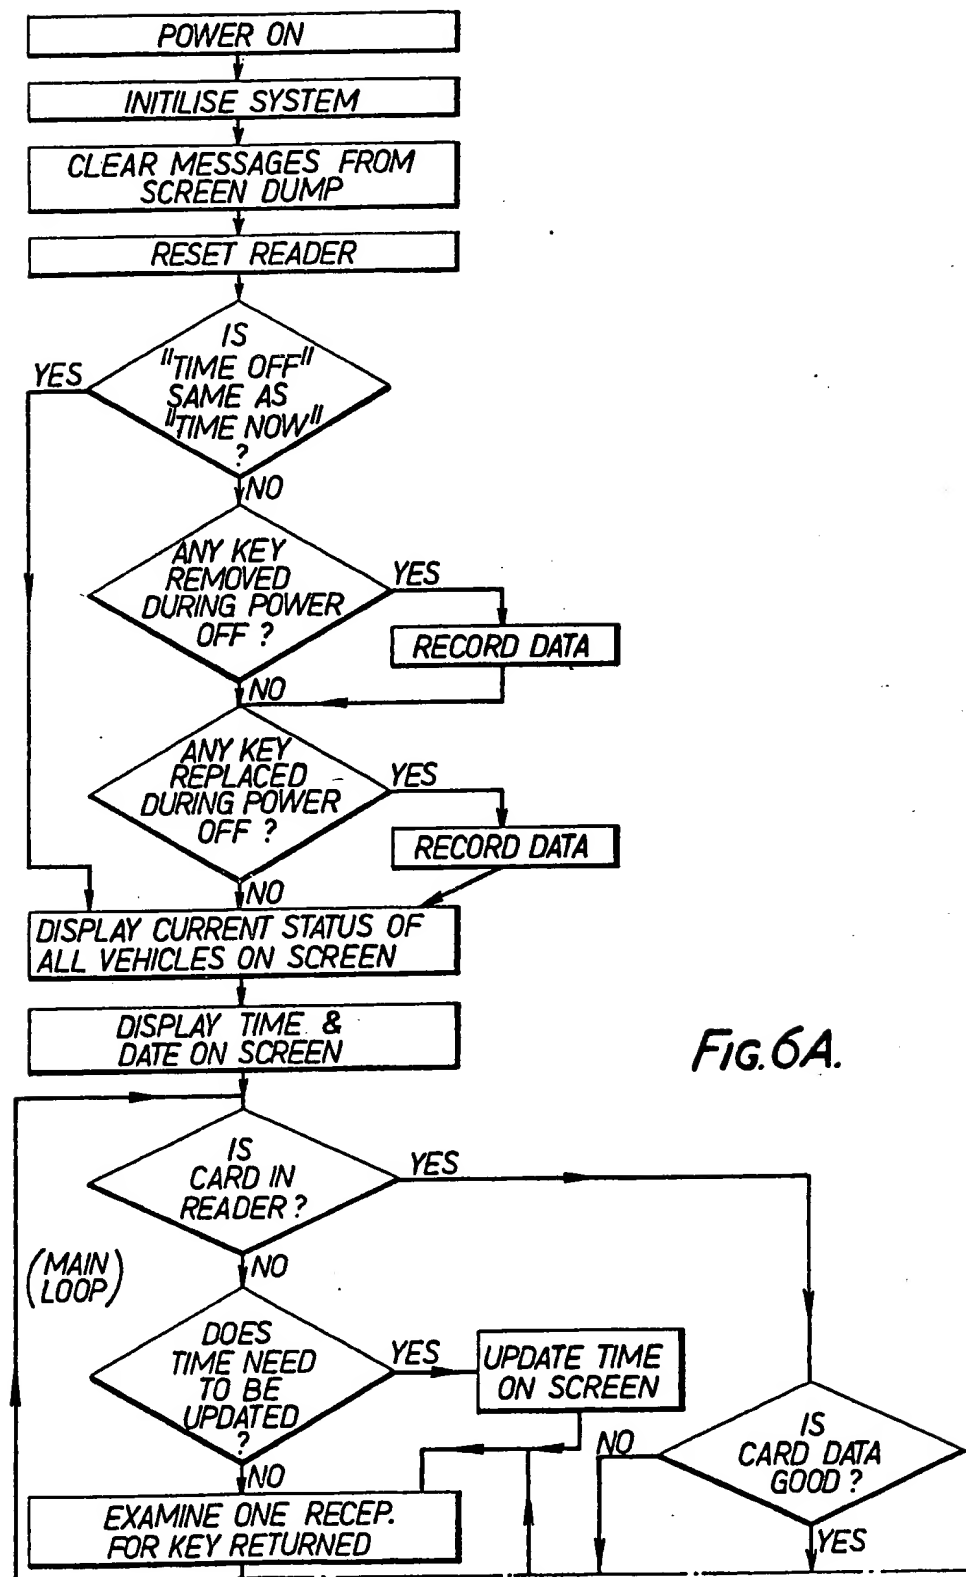 POWER ON
INITILISE SYSTEM
CLEAR MESSAGES FROM
SCREEN DUMP
RESET READER
IS
"TIME OFF"
SAME AS
"TIME NOW"
?
YES
NO
ANY KEY
REMOVED
DURING POWER
OFF ?
YES
RECORD DATA
NO
ANY KEY
REPLACED
DURING POWER
OFF ?
YES
RECORD DATA
NO
DISPLAY CURRENT STATUS OF
ALL VEHICLES ON SCREEN
DISPLAY TIME &
DATE ON SCREEN
FIG.6A.
IS
CARD IN
READER ?
YES
(MAIN
LOOP)
NO
DOES
TIME NEED
TO BE
UPDATED
?
YES
UPDATE TIME
ON SCREEN
NO
IS
CARD DATA
GOOD ?
NO
YES
EXAMINE ONE RECEP.
FOR KEY RETURNED